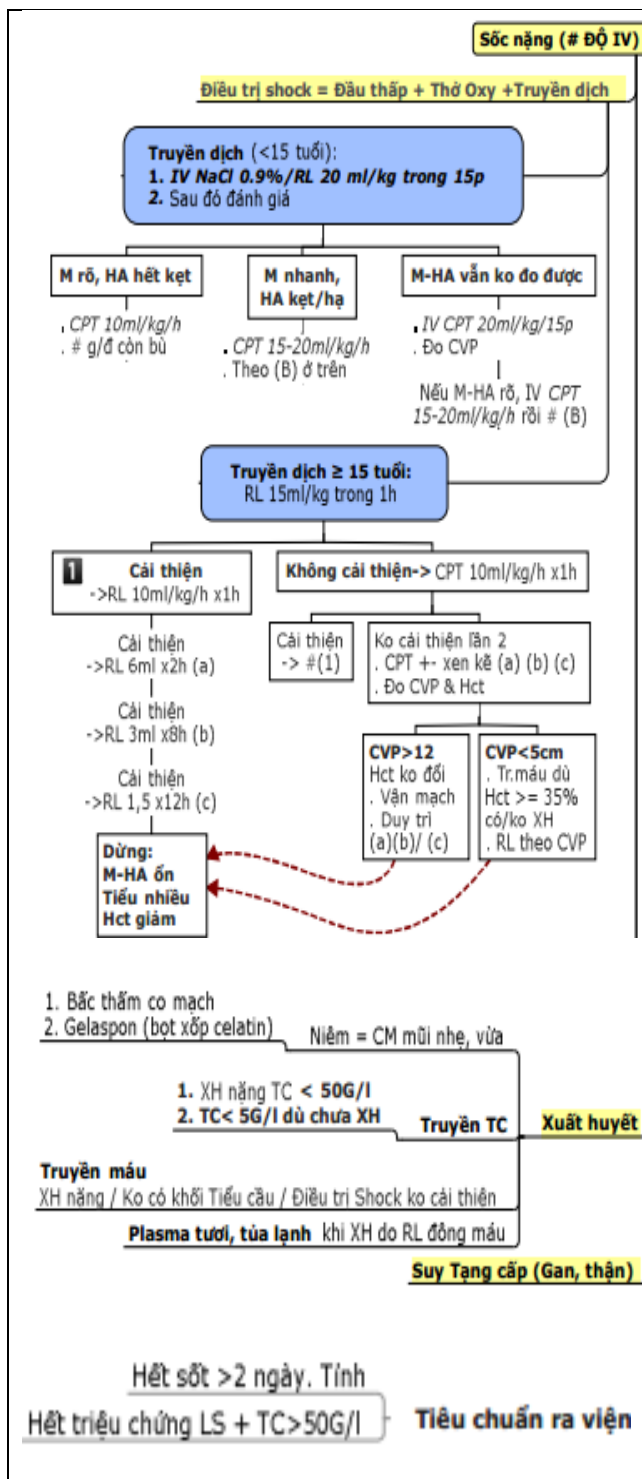 Sốc nặng (# ĐỘ IV)
Điều trị shock = Đầu thấp + Thở Oxy +Truyền dịch
Truyền dịch (<15 tuổi):
1. IV NaCl 0.9%/RL 20 ml/kg trong 15p
2. Sau đó đánh giá
M rõ, HA hết kẹt
. CPT 10ml/kg/h
. # g/đ còn bù
M nhanh,
HA kẹt/hạ
. CPT 15-20ml/kg/h
. Theo (B) ở trên
M-HA vẫn ko đo được
. IV CPT 20ml/kg/15p
. Đo CVP
Nếu M-HA rõ, IV CPT
15-20ml/kg/h rồi # (B)
Truyền dịch ≥ 15 tuổi:
RL 15ml/kg trong 1h
1 Cải thiện
->RL 10ml/kg/h x1h
Cải thiện
->RL 6ml x2h (a)
Cải thiện
->RL 3ml x8h (b)
Cải thiện
->RL 1,5 x12h (c)
Dừng:
M-HA ổn
Tiểu nhiều
Hct giảm
Không cải thiện-> CPT 10ml/kg/h x1h
Cải thiện
-> #(1)
Ko cải thiện lần 2
. CPT +- xen kẽ (a) (b) (c)
. Đo CVP & Hct
CVP>12
Hct ko đổi
. Vận mạch
. Duy trì
(a)(b)/ (c)
CVP<5cm
. Tr.máu dù
Hct >= 35%
có/ko XH
. RL theo CVP
1. Bấc thấm co mạch
2. Gelaspon (bọt xốp celatin)
Niêm = CM mũi nhẹ, vừa
1. XH nặng TC < 50G/l
2. TC< 5G/l dù chưa XH
Truyền TC
Xuất huyết
Truyền máu
XH nặng / Ko có khối Tiểu cầu / Điều trị Shock ko cải thiện
Plasma tươi, tủa lạnh khi XH do RL đông máu
Suy Tạng cấp (Gan, thận)
Hết sốt >2 ngày. Tính
Hết triệu chứng LS + TC>50G/l
Tiêu chuẩn ra viện